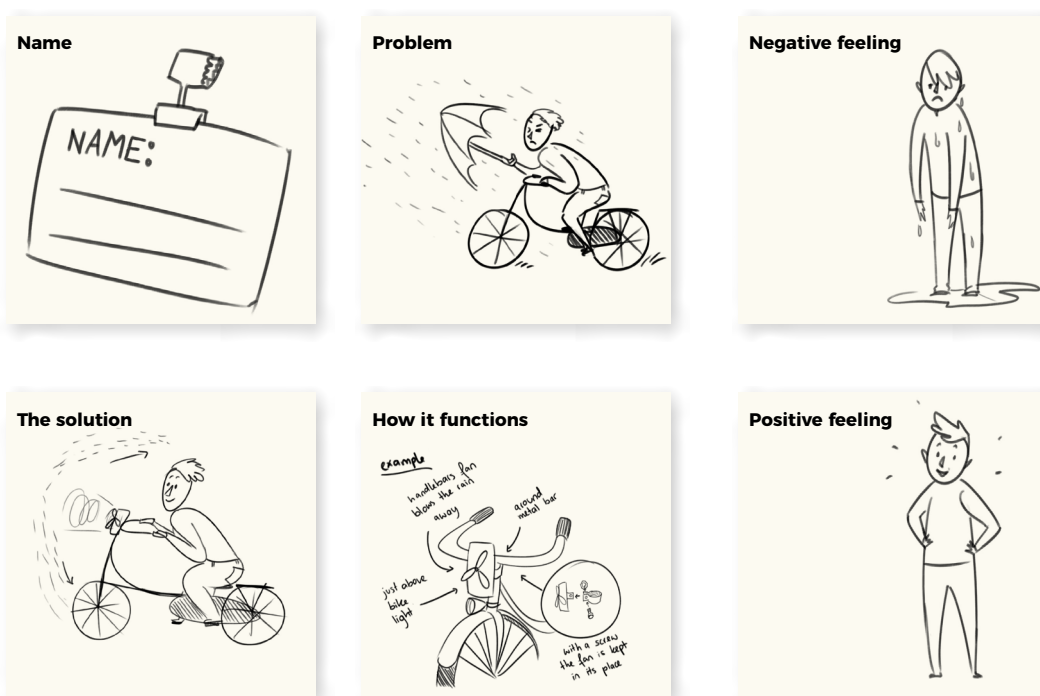 Name
NAME:
Problem
Negative feeling
The solution
How it functions
example
handlebars fan
blows the rain
away
around
metal bar
just above
bike
light
with a screw
the fan is kept
in its place
Positive feeling